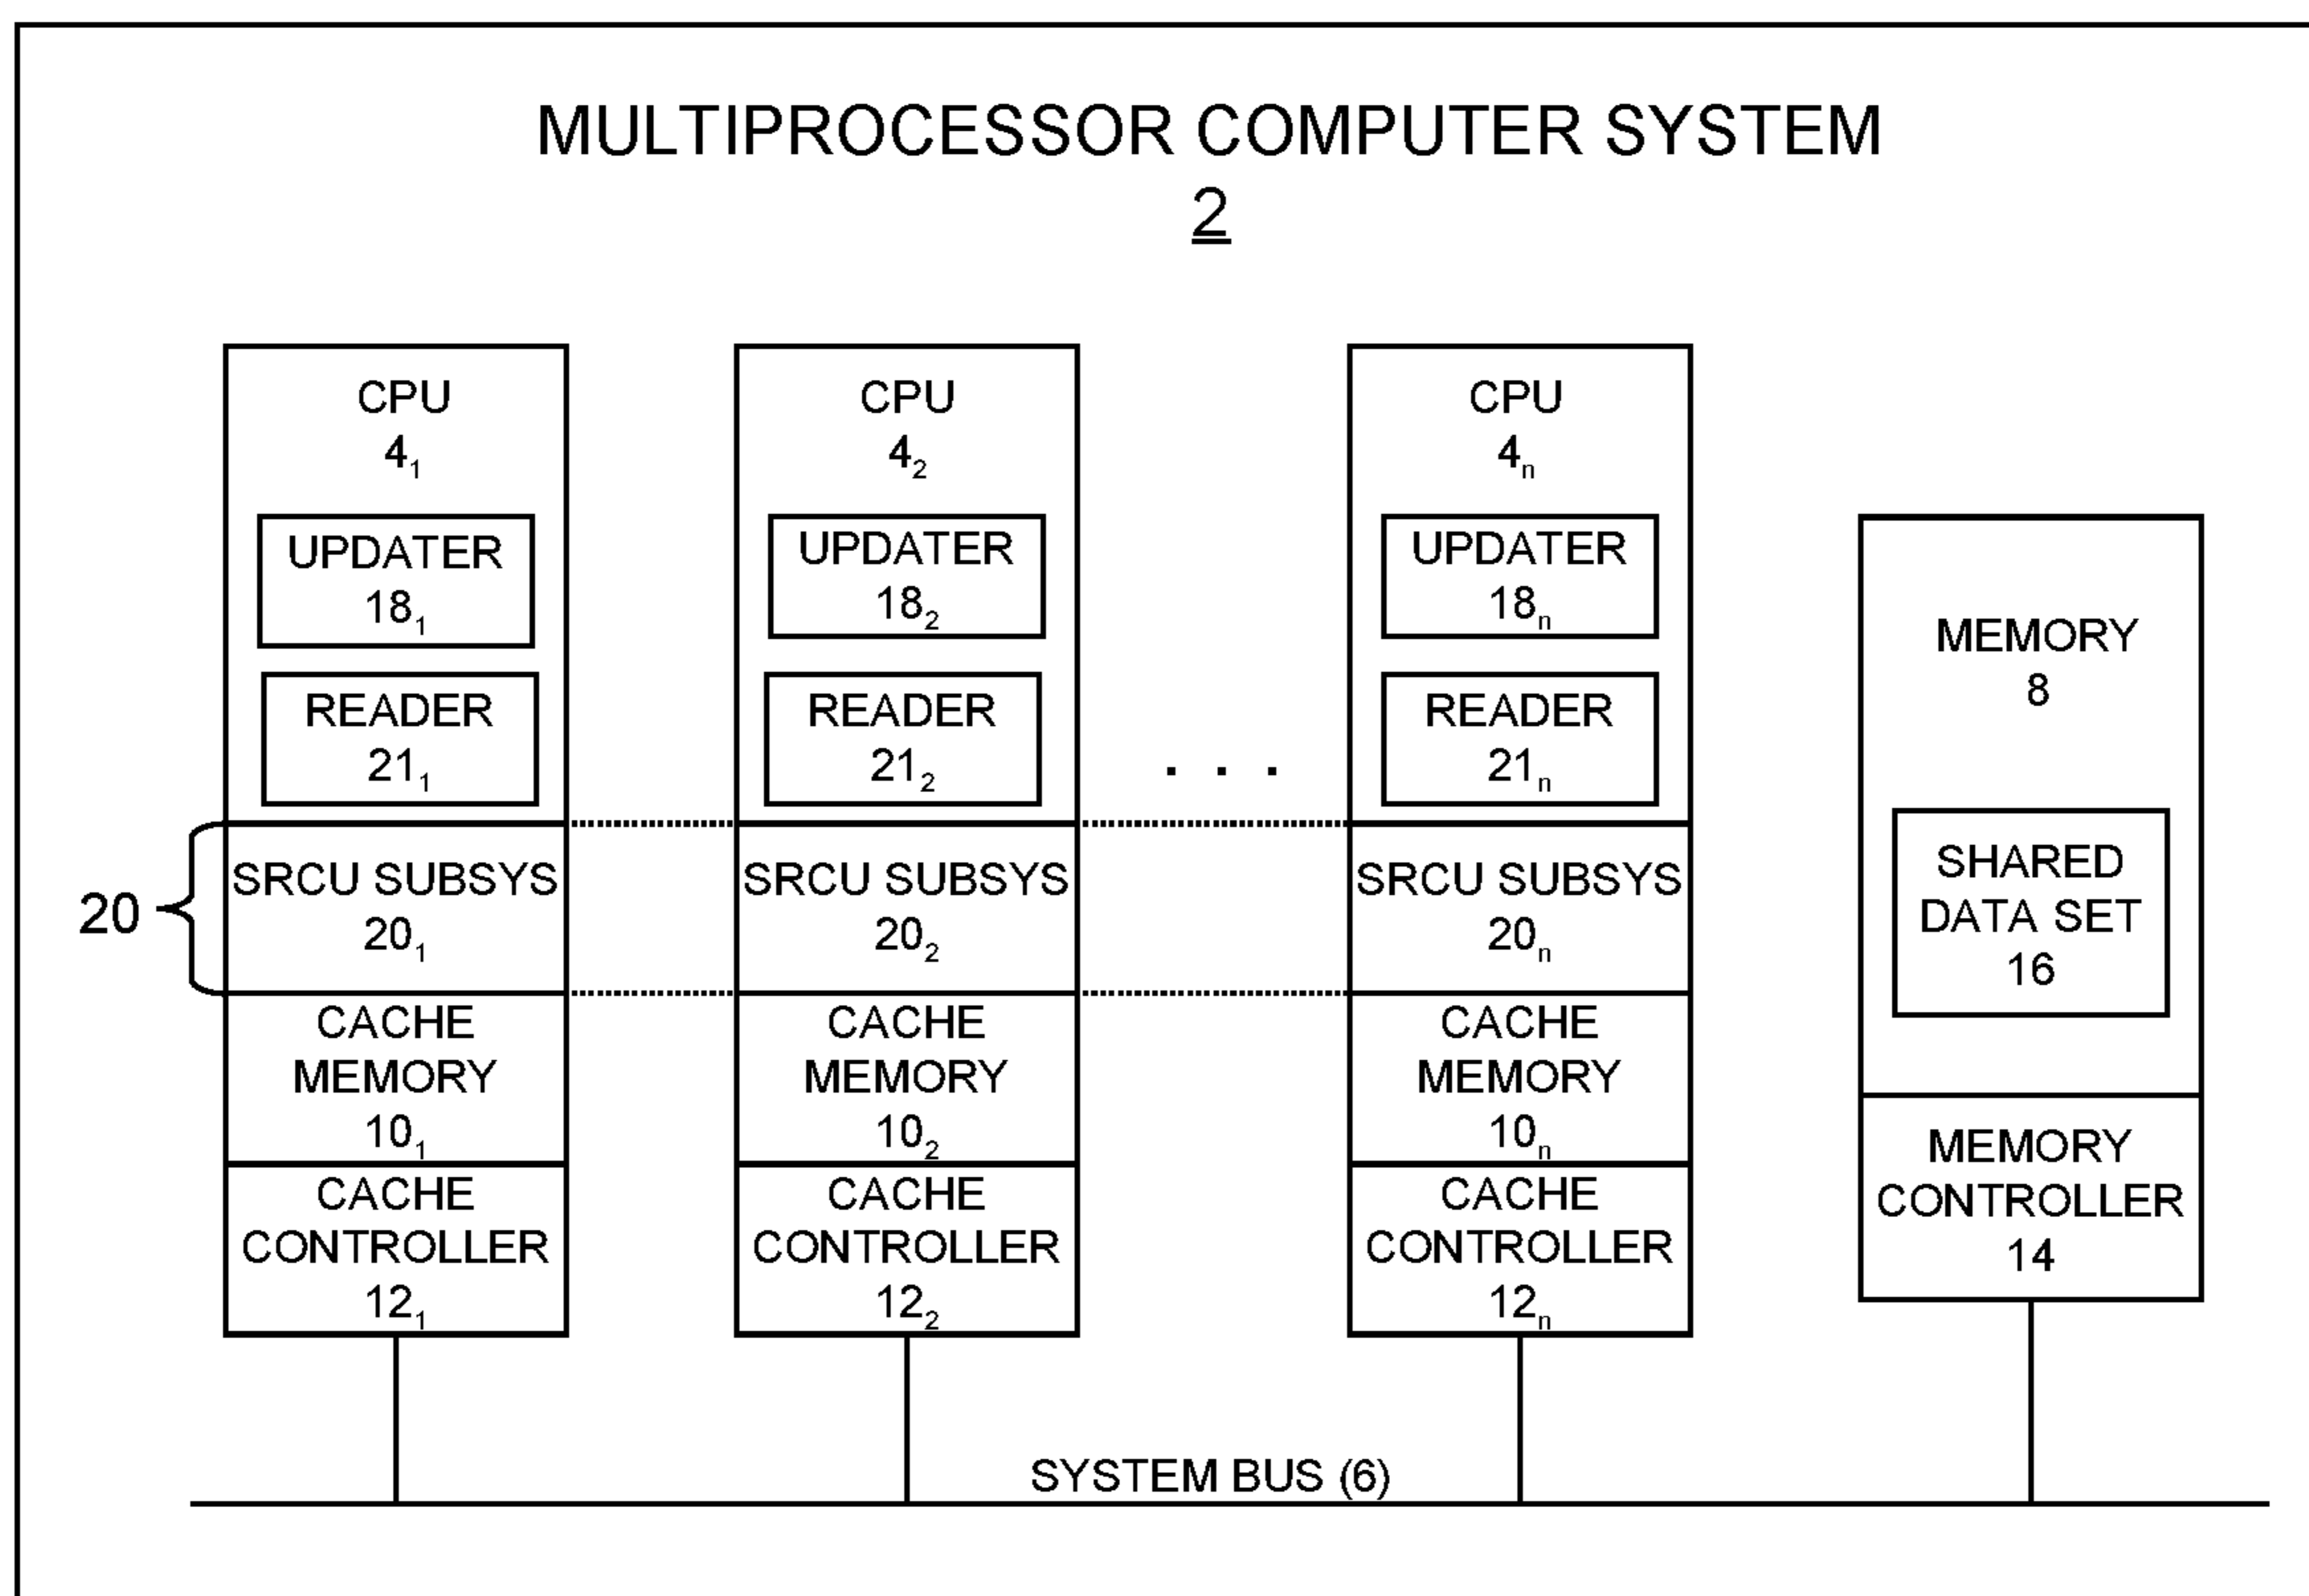 MULTIPROCESSOR COMPUTER SYSTEM
2
CPU
4₁
UPDATER
18₁
READER
21₁
SRCU SUBSYS
20₁
CACHE
MEMORY
10₁
CACHE
CONTROLLER
12₁
CPU
4₂
UPDATER
18₂
READER
21₂
SRCU SUBSYS
20₂
CACHE
MEMORY
10₂
CACHE
CONTROLLER
12₂
. . .
CPU
4ₙ
UPDATER
18ₙ
READER
21ₙ
SRCU SUBSYS
20ₙ
CACHE
MEMORY
10ₙ
CACHE
CONTROLLER
12ₙ
MEMORY
8
SHARED
DATA SET
16
MEMORY
CONTROLLER
14
20
SYSTEM BUS (6)